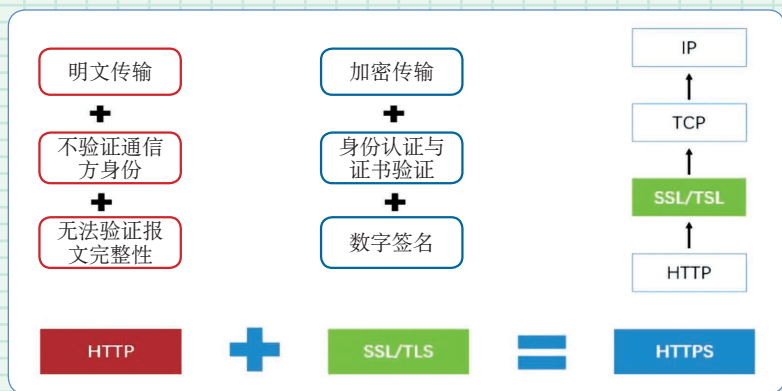 明文传输
不验证通信
方身份
无法验证报
文完整性
加密传输
身份认证与
证书验证
数字签名
IP
TCP
SSL/TSL
HTTP
HTTP
SSL/TLS
HTTPS